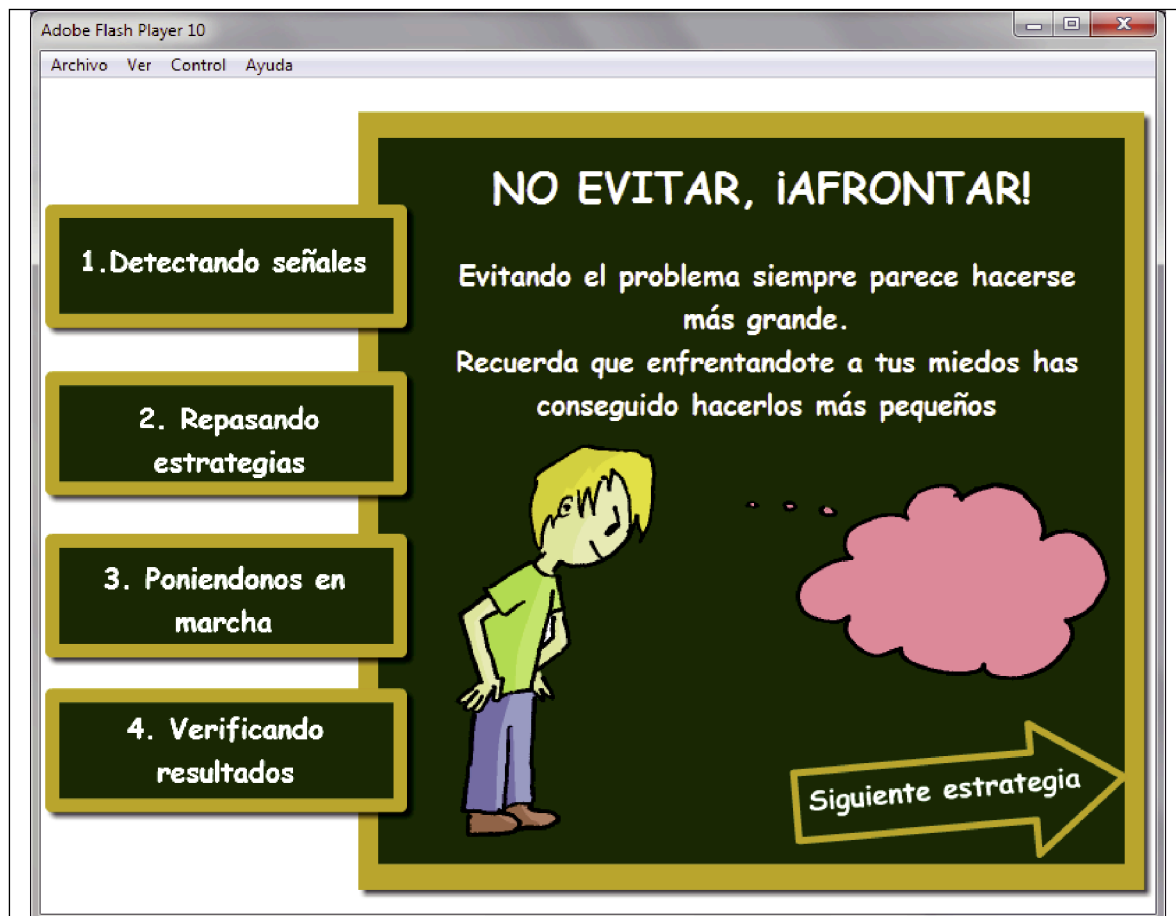 Adobe Flash Player 10
Archivo Ver Control Ayuda
NO EVITAR, ¡AFRONTAR!
Evitando el problema siempre parece hacerse
más grande.
Recuerda que enfrentandote a tus miedos has
conseguido hacerlos más pequeños
1.Detectando señales
2. Repasando
estrategias
3. Poniendonos en
marcha
4. Verificando
resultados
Siguiente estrategia